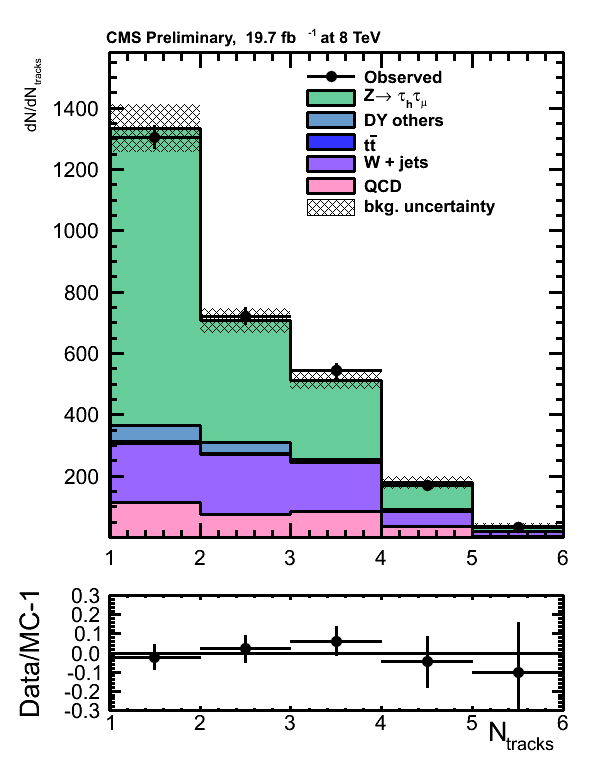 CMS Preliminary, 19.7 fb -1 at 8 TeV
dN/dNtracks
Observed
Z→ τhτμ
DY others
tt̄
W + jets
QCD
bkg. uncertainty
1400
1200
1000
800
600
400
200
1 2 3 4 5 6
Data/MC-1
0.3
0.2
0.1
0.0
-0.1
-0.2
-0.3
1 2 3 4 5 6
Ntracks